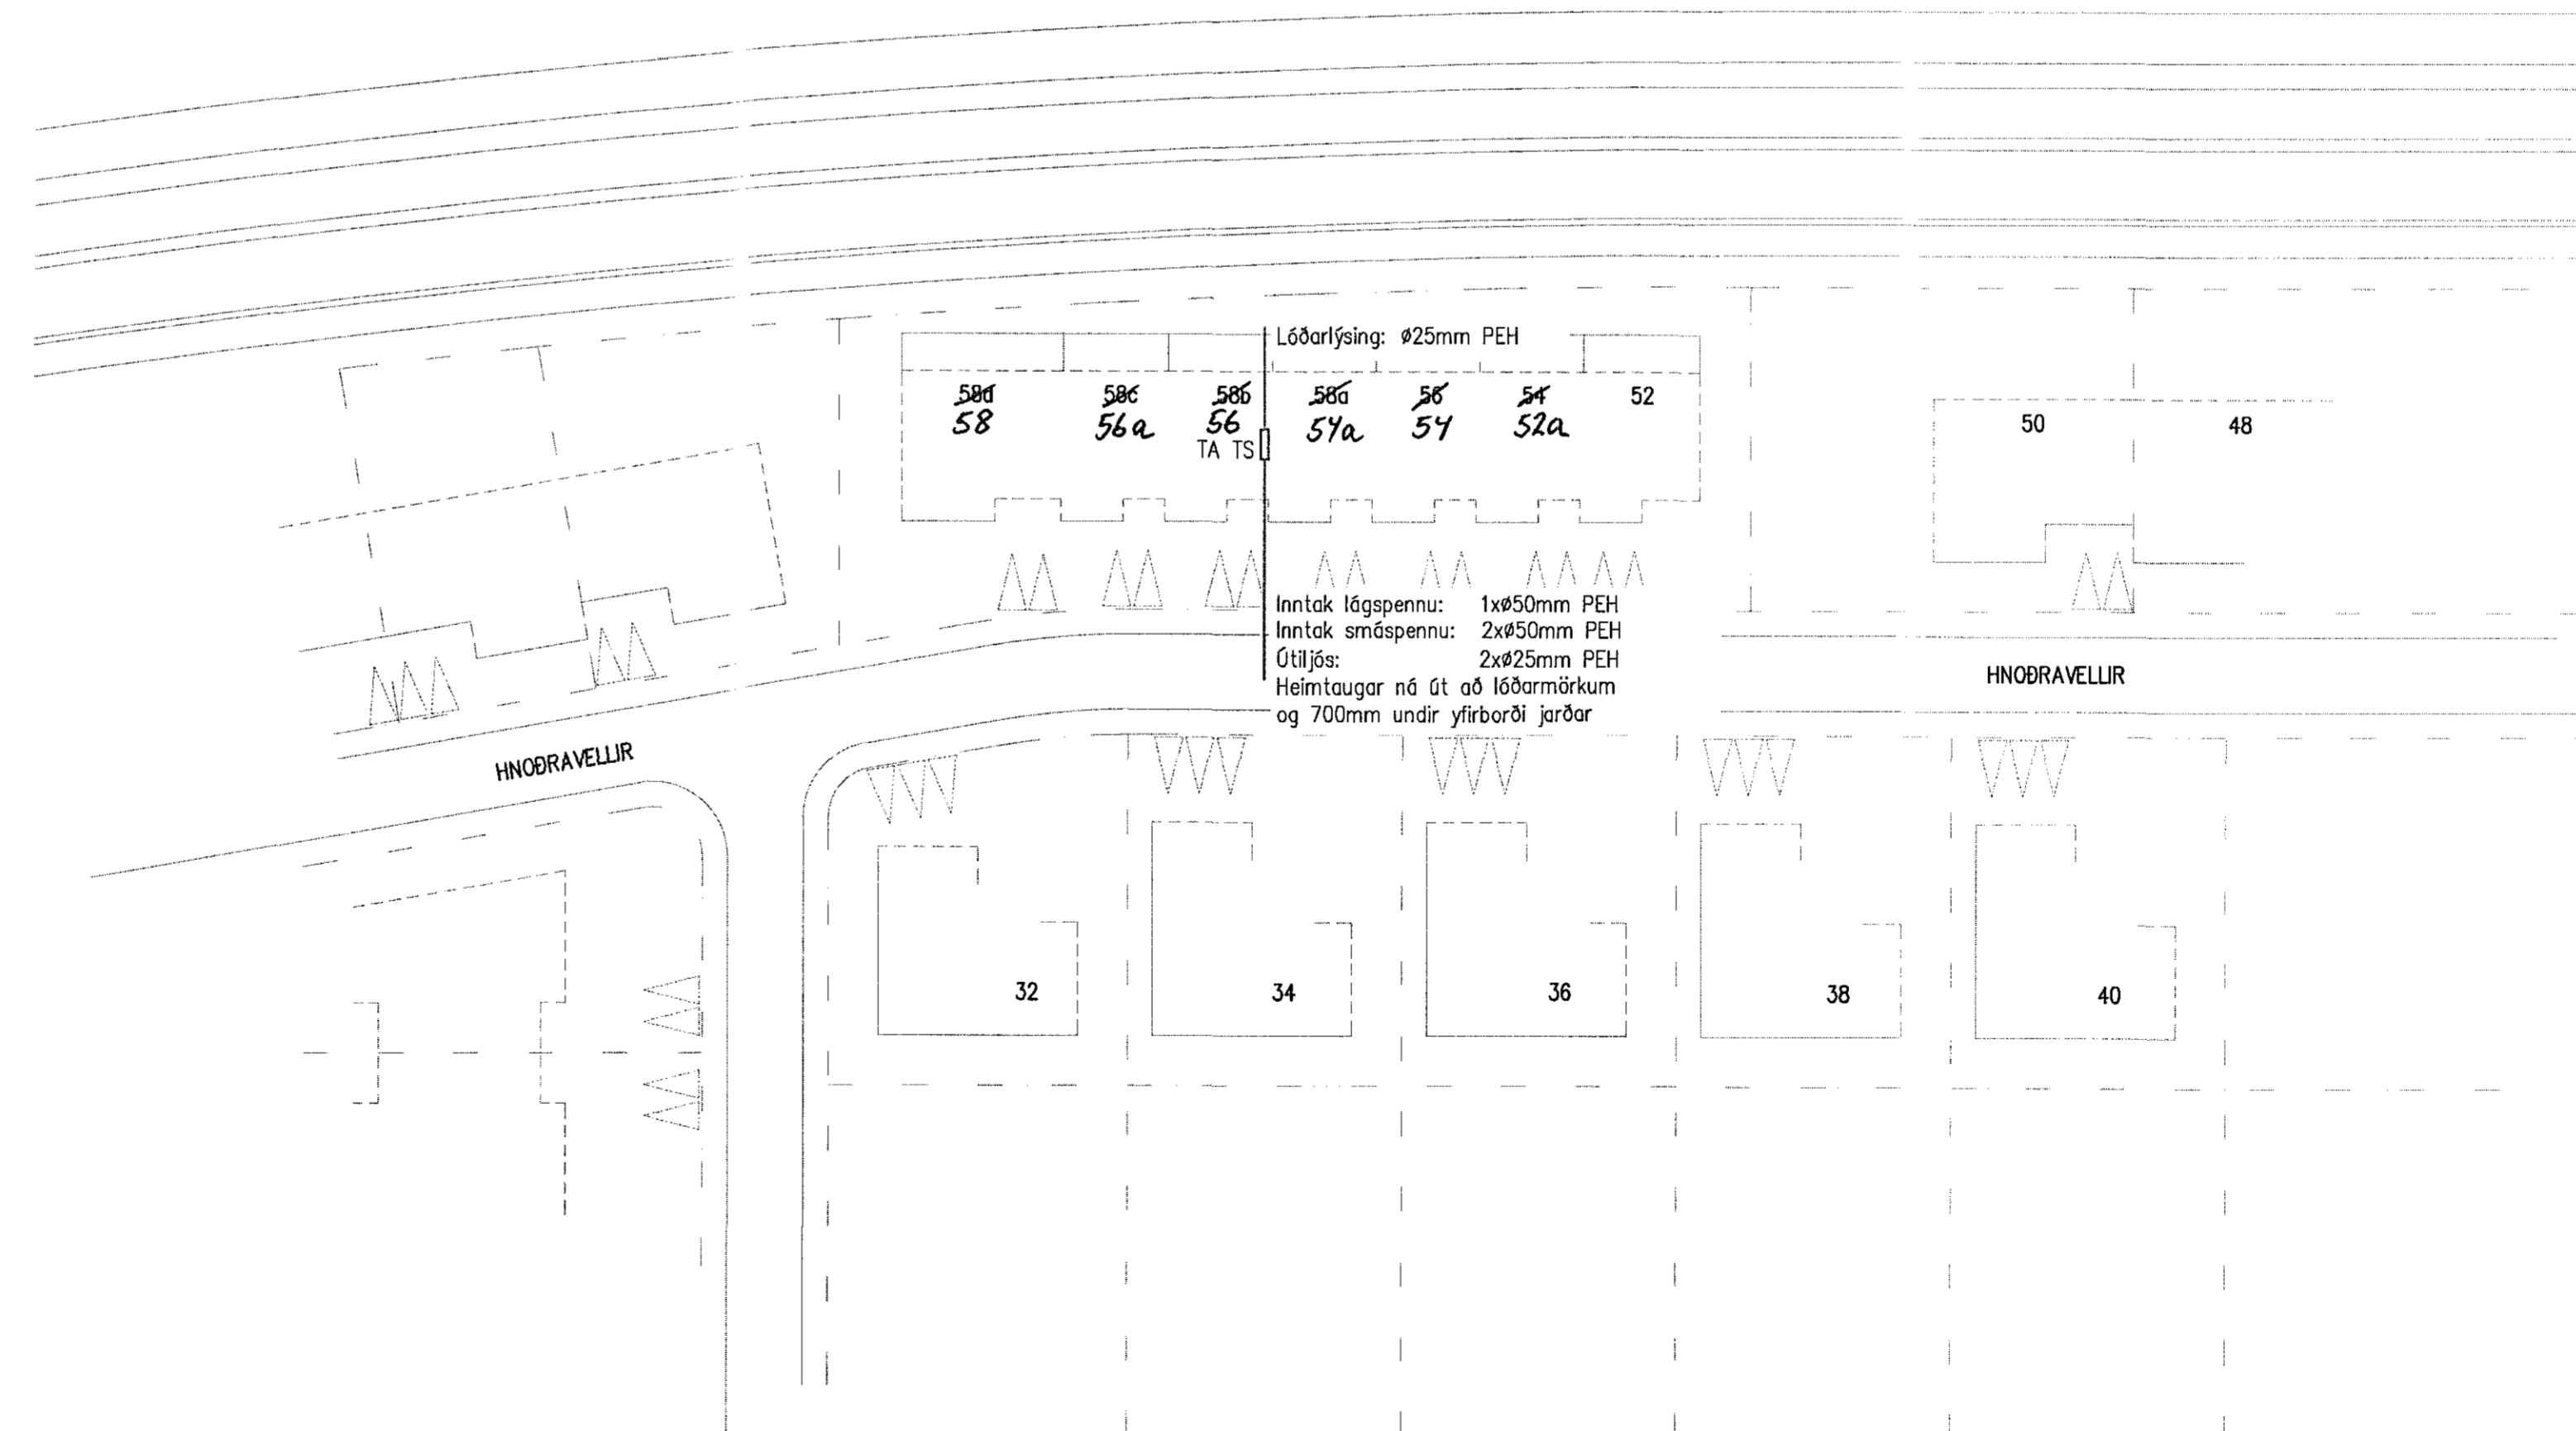 Lóðarlýsing: ø25mm PEH
58d 58c 58b 58a 56 54 52
58 56a 56 54a 54 52a
TA TS
50 48
Inntak lágspennu: 1xø50mm PEH
Inntak smáspennu: 2xø50mm PEH
Útiljós: 2xø25mm PEH
Heimtaugar ná út að lóðarmörkum
og 700mm undir yfirborði jarðar
HNOÐRAVELLIR
HNOÐRAVELLIR
32 34 36 38 40